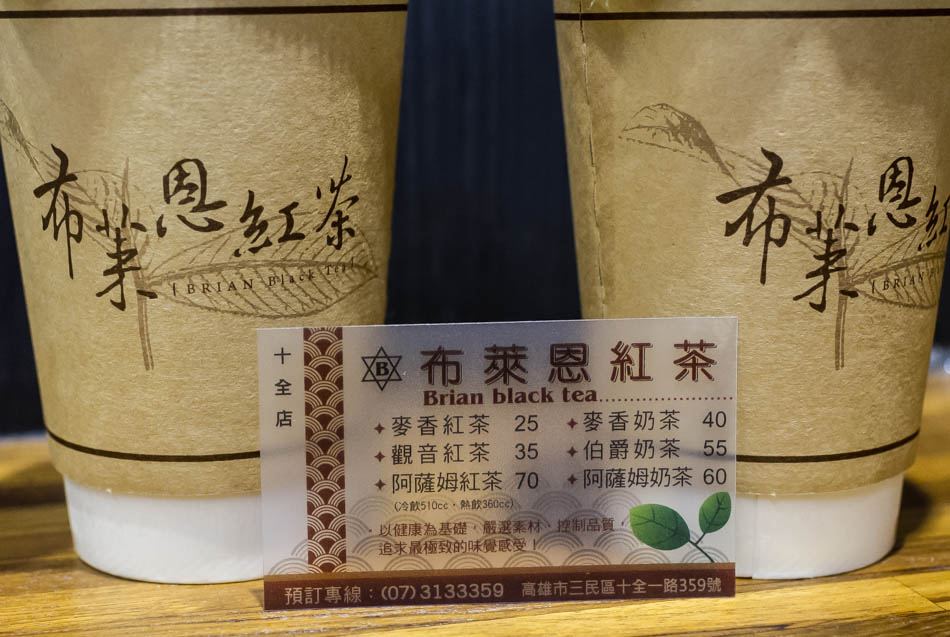 布萊恩紅茶
[BRIAN Black Tea]
布萊恩紅
[BRIAN
十全店
B
布萊恩紅茶
Brian black tea
麥香紅茶 25
麥香奶茶 40
觀音紅茶 35
伯爵奶茶 55
阿薩姆紅茶 70
阿薩姆奶茶 60
(冷飲510cc‧熱飲360cc)
以健康為基礎,嚴選素材、控制品質,
追求最極致的味覺感受!
預訂專線:(07)3133359 高雄市三民區十全一路359號